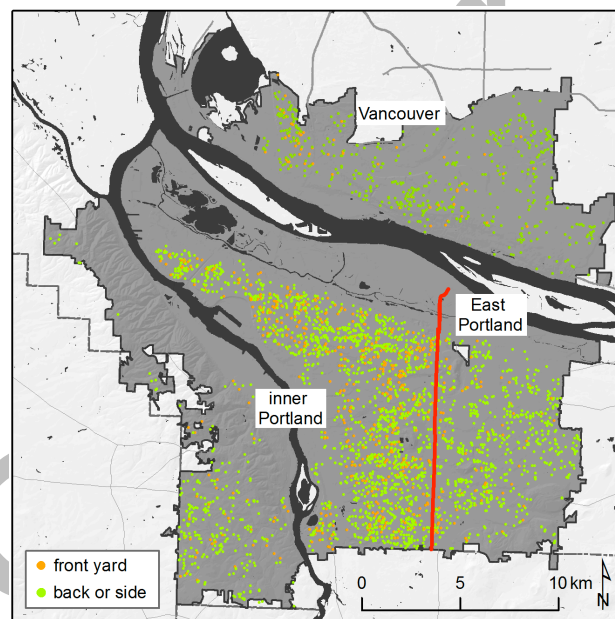 Vancouver
East
Portland
inner
Portland
front yard
back or side
0 5 10 km
N